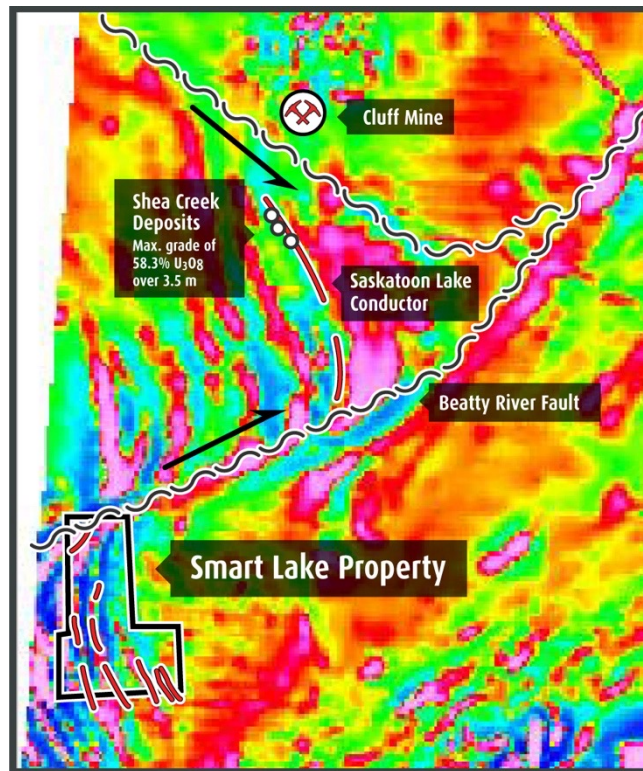 Cluff Mine
Shea Creek
Deposits
Max. grade of
58.3% U₃O₈
over 3.5 m
Saskatoon Lake
Conductor
Beatty River Fault
Smart Lake Property